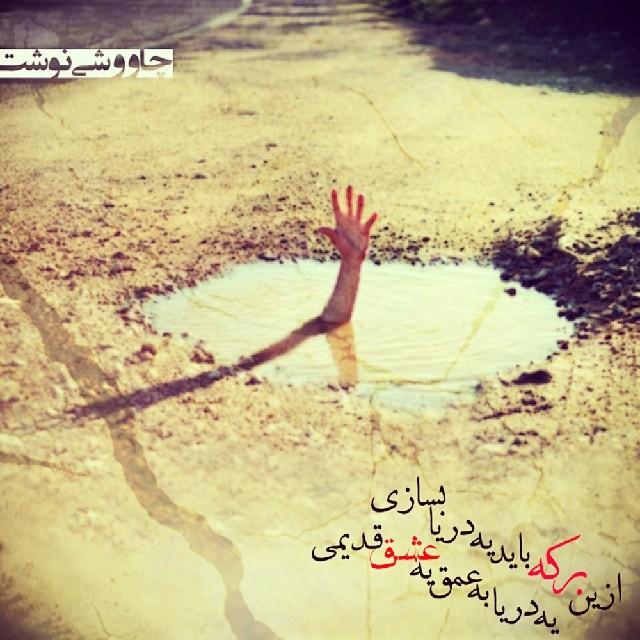 چاووشی نوشت
ازین برکه باید یه دریا بسازی
یه دریا به عمق یه عشق قدیمی